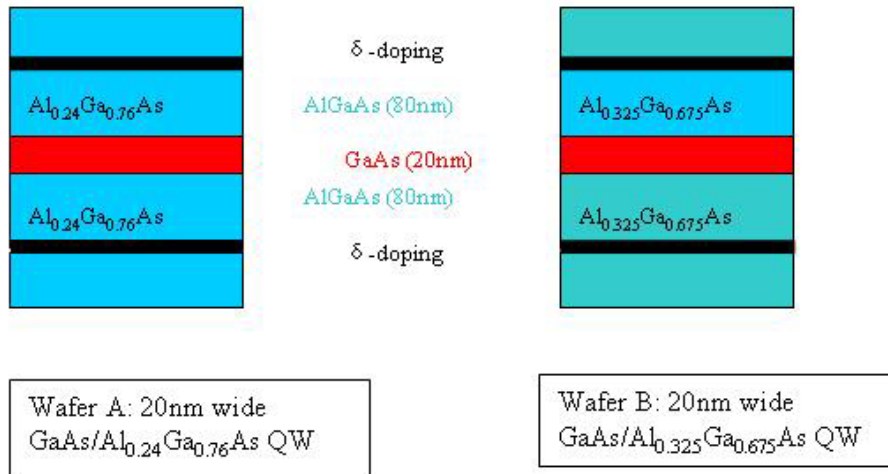 δ-doping
Al₀.₂₄Ga₀.₇₆As AlGaAs (80nm) Al₀.₃₂₅Ga₀.₆₇₅As
GaAs (20nm)
Al₀.₂₄Ga₀.₇₆As AlGaAs (80nm) Al₀.₃₂₅Ga₀.₆₇₅As
δ-doping
Wafer A: 20nm wide
GaAs/Al₀.₂₄Ga₀.₇₆As QW
Wafer B: 20nm wide
GaAs/Al₀.₃₂₅Ga₀.₆₇₅As QW